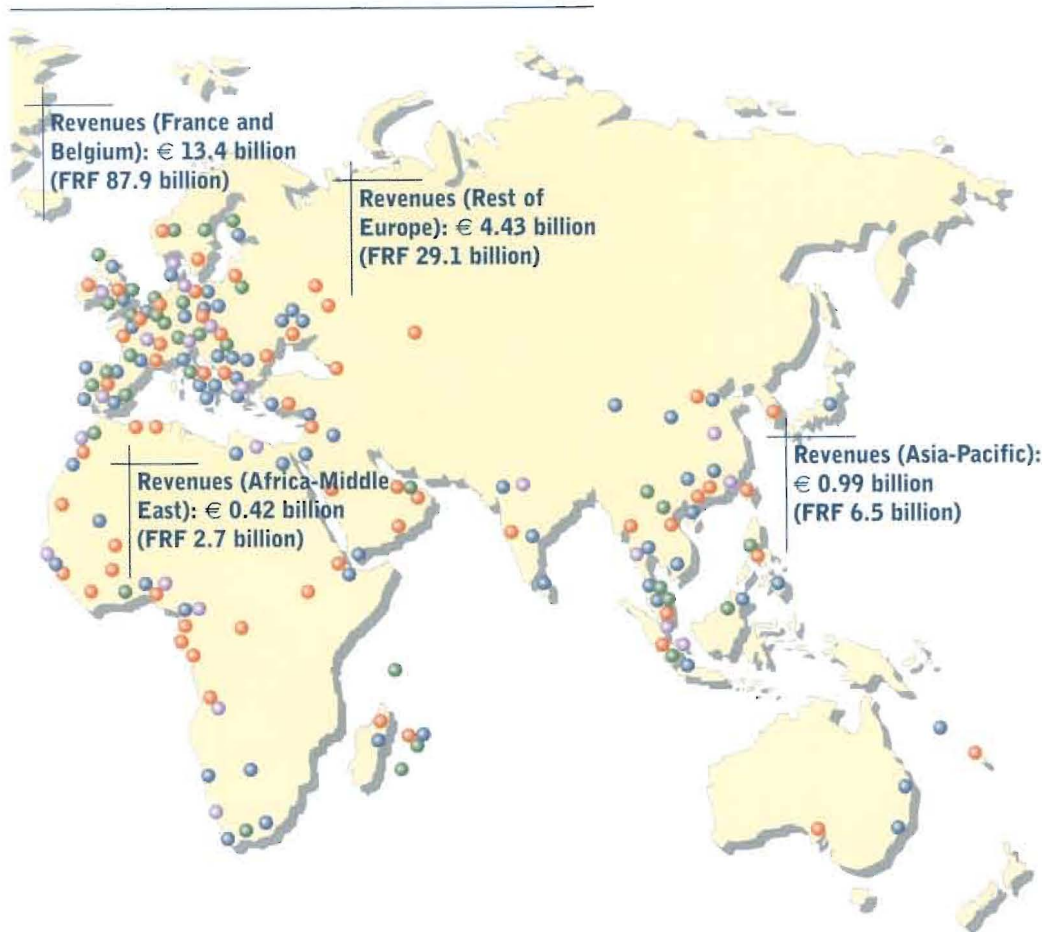 Revenues (France and
Belgium): € 13.4 billion
(FRF 87.9 billion)
Revenues (Rest of
Europe): € 4.43 billion
(FRF 29.1 billion)
Revenues (Africa-Middle
East): € 0.42 billion
(FRF 2.7 billion)
Revenues (Asia-Pacific):
€ 0.99 billion
(FRF 6.5 billion)